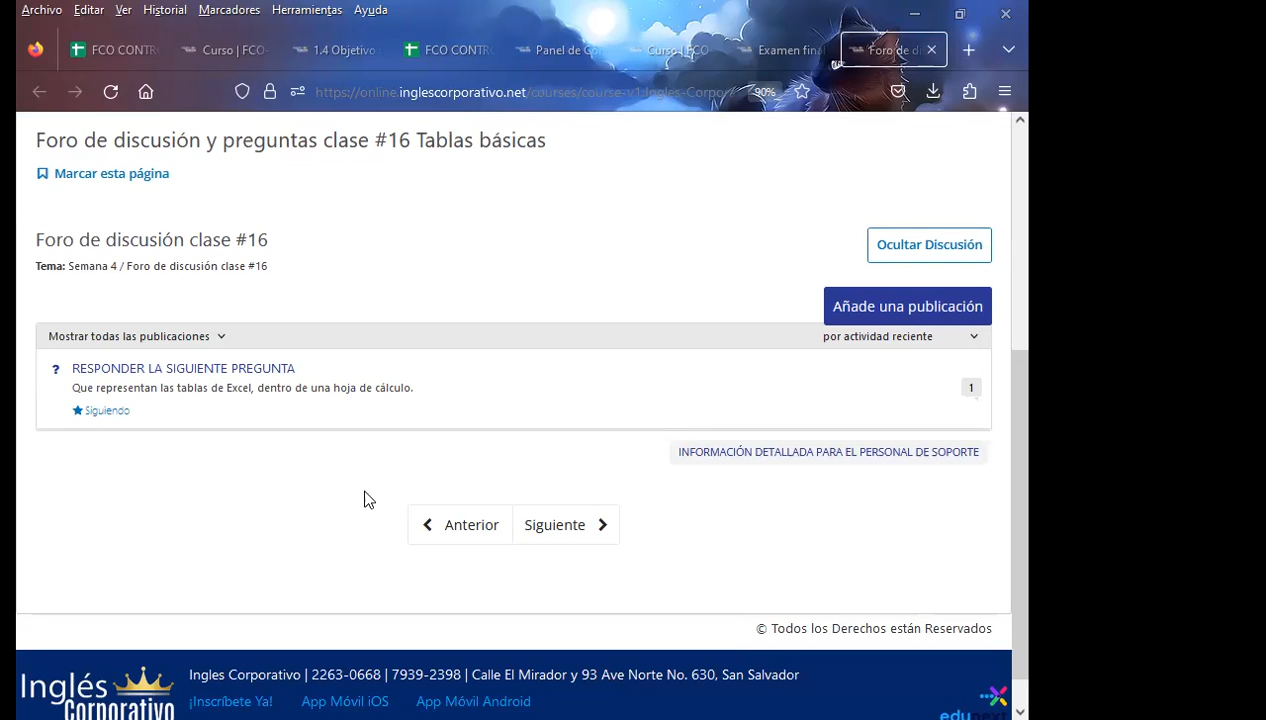 Archivo Editar Ver Historial Marcadores Herramientas Ayuda
FCO CONTR Curso | FCO- 1.4 Objetivo FCO CONTR Panel de Co Curso | FCO Examen final Foro de di
https://online.inglescorporativo.net/courses/course-v1:Ingles-Corpor 90%
Foro de discusión y preguntas clase #16 Tablas básicas
Marcar esta página
Foro de discusión clase #16
Ocultar Discusión
Tema: Semana 4 / Foro de discusión clase #16
Añade una publicación
Mostrar todas las publicaciones por actividad reciente
? RESPONDER LA SIGUIENTE PREGUNTA
Que representan las tablas de Excel, dentro de una hoja de cálculo.
1
Siguiendo
INFORMACIÓN DETALLADA PARA EL PERSONAL DE SOPORTE
Anterior Siguiente
© Todos los Derechos están Reservados
Ingles Corporativo | 2263-0668 | 7939-2398 | Calle El Mirador y 93 Ave Norte No. 630, San Salvador
Inglés Corporativo
¡Inscríbete Ya! App Móvil iOS App Móvil Android
edunext